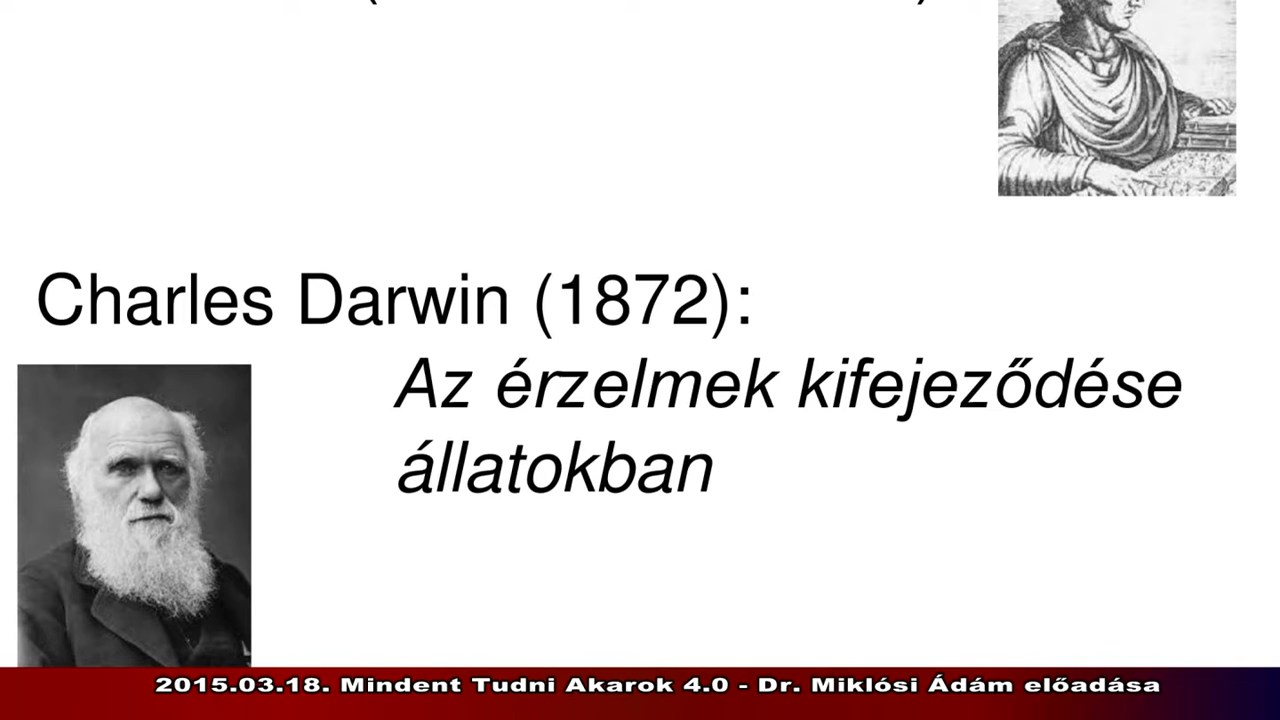 Charles Darwin (1872):
Az érzelmek kifejeződése
állatokban
2015.03.18. Mindent Tudni Akarok 4.0 - Dr. Miklósi Ádám előadása